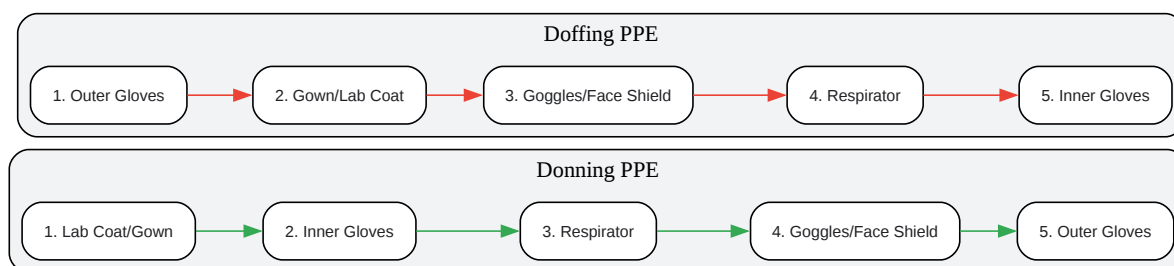 Doffing PPE
1. Outer Gloves
2. Gown/Lab Coat
3. Goggles/Face Shield
4. Respirator
5. Inner Gloves
Donning PPE
1. Lab Coat/Gown
2. Inner Gloves
3. Respirator
4. Goggles/Face Shield
5. Outer Gloves